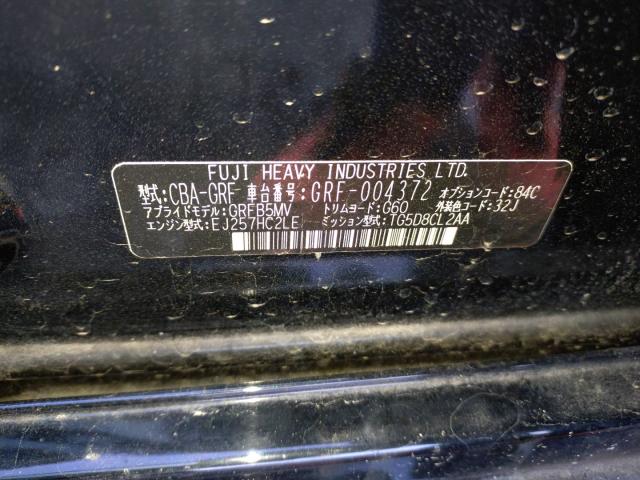 FUJI HEAVY INDUSTRIES LTD.
型式:CBA-GRF 車台番号:GRF-004372 オプションコード:84C
アプライドモデル:GRFB5MV トリムコード:G60 外装色コード:32J
エンジン型式:EJ257HC2LE ミッション型式:TG5D8CL2AA